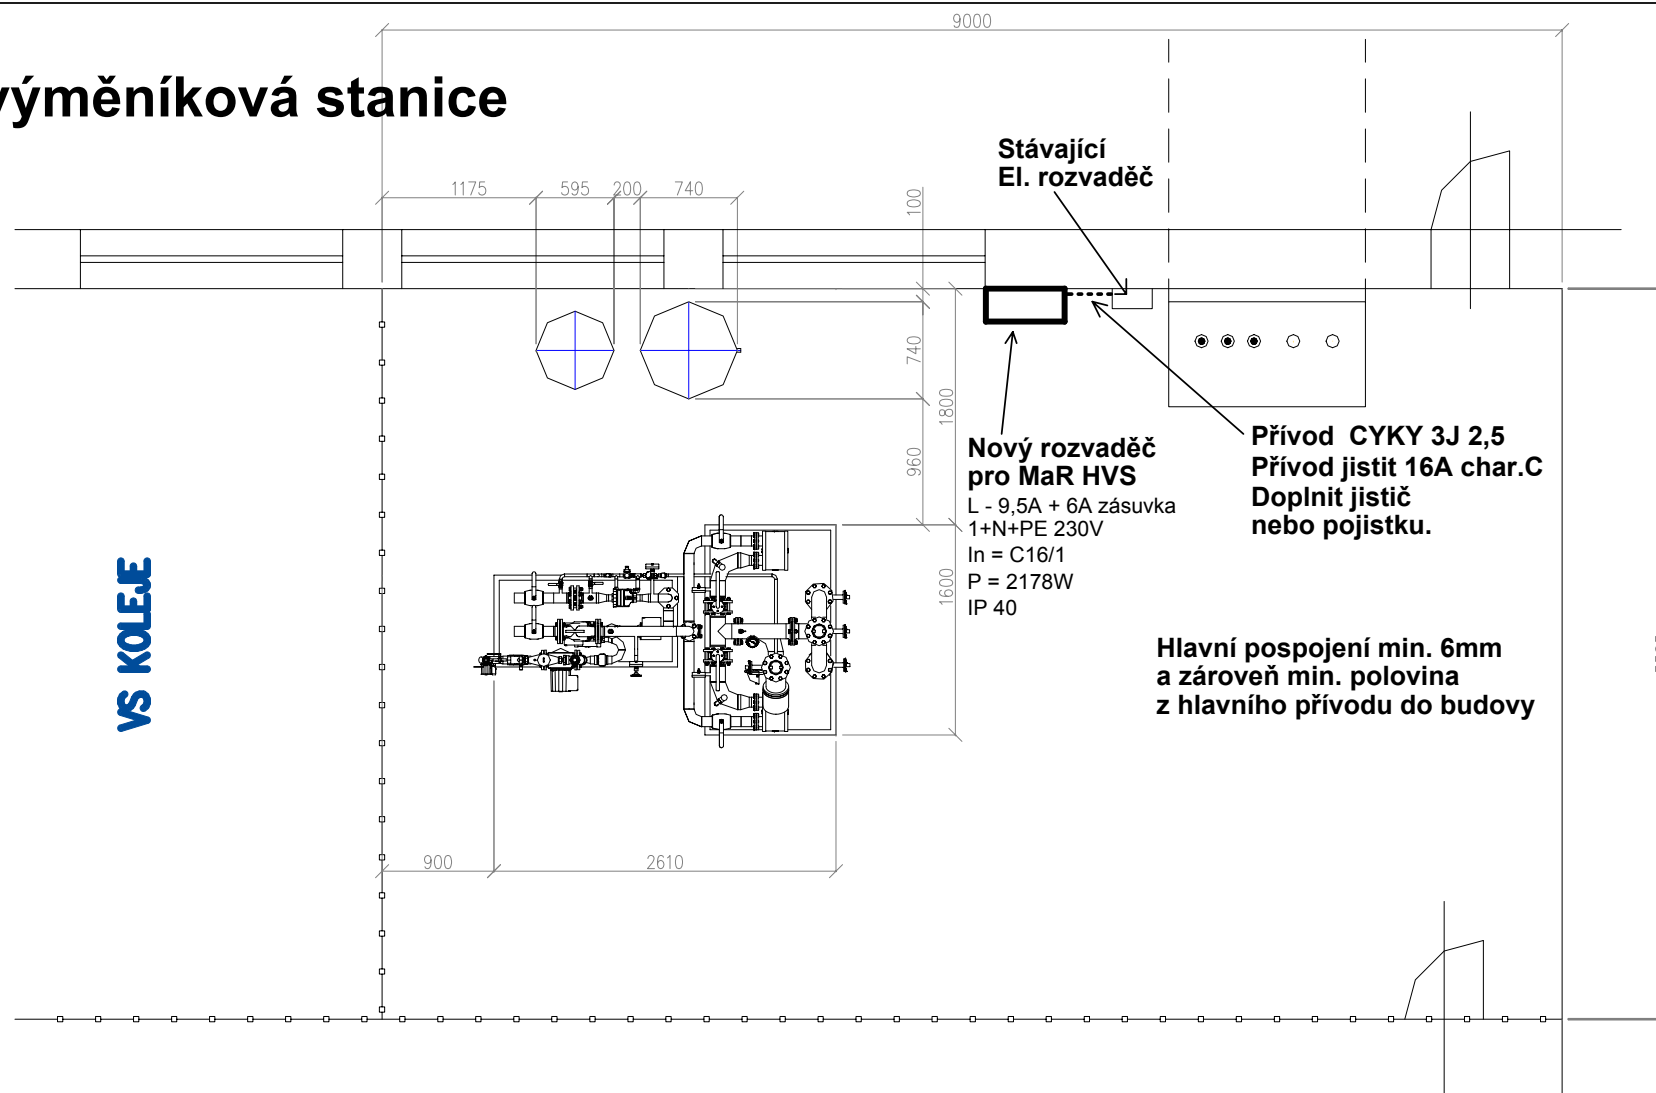 9000
výměníková stanice
Stávající
El. rozvaděč
1175
595
200
740
100
740
1800
960
1600
Nový rozvaděč
pro MaR HVS
L - 9,5A + 6A zásuvka
1+N+PE 230V
In = C16/1
P = 2178W
IP 40
Přívod CYKY 3J 2,5
Přívod jistit 16A char.C
Doplnit jistič
nebo pojistku.
VS KOLEJE
Hlavní pospojení min. 6mm
a zároveň min. polovina
z hlavního přívodu do budovy
900
2610